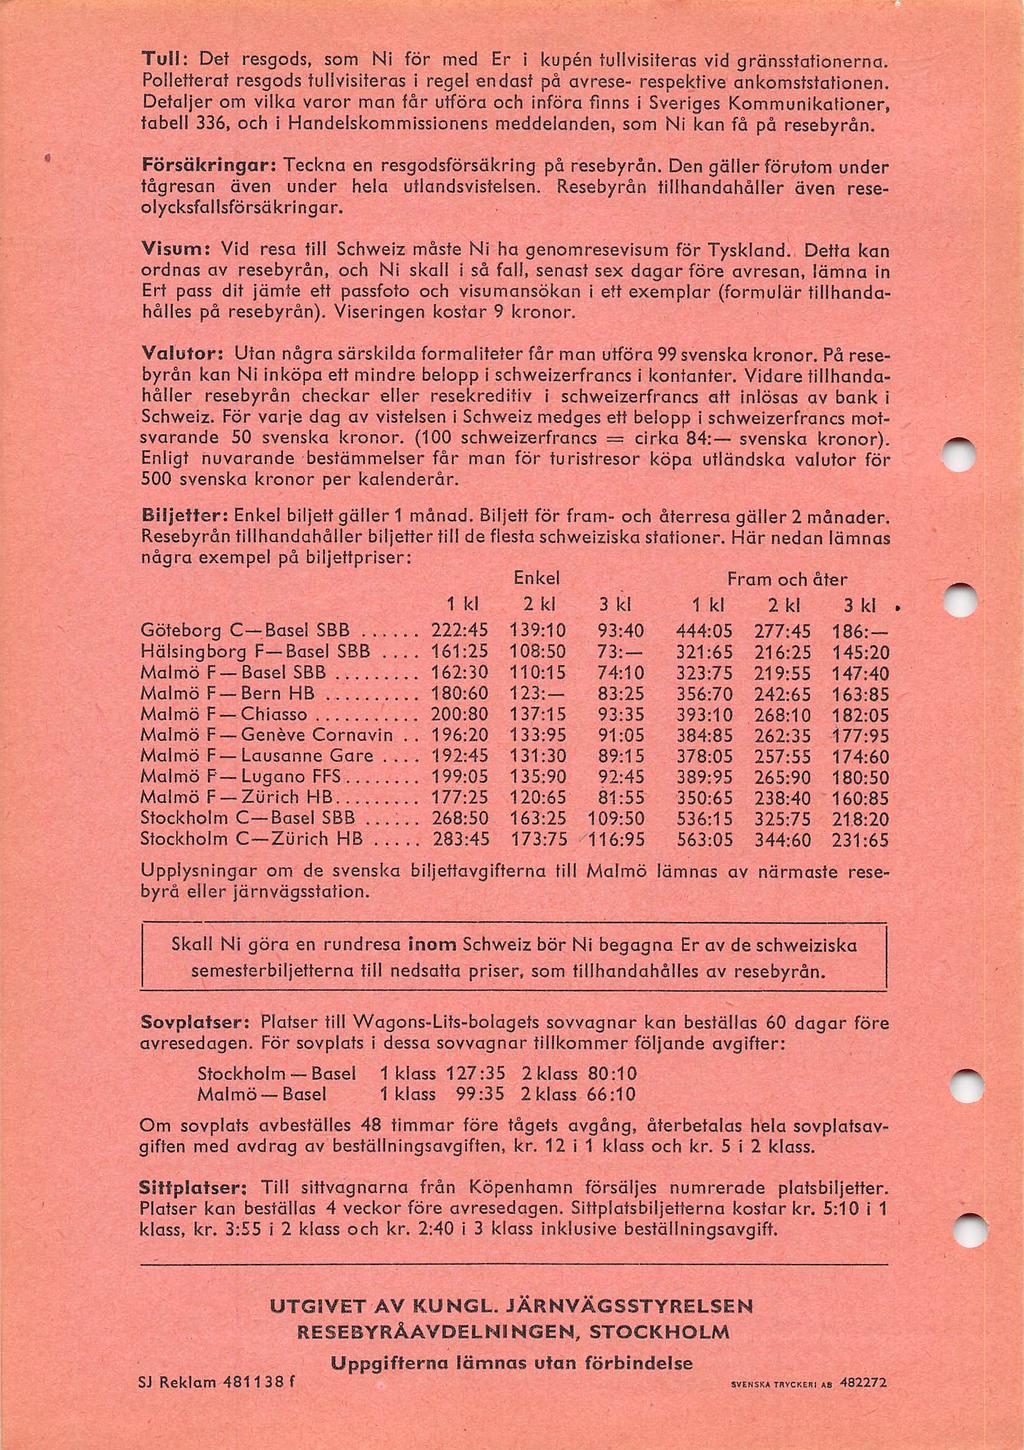 Tull: Det resgods, som Ni för med Er i kupén tullvisiteras vid gränsstationerna.
Polletterat resgods tullvisiteras i regel endast på avrese- respektive ankomststationen.
Detaljer om vilka varor man får utföra och införa finns i Sveriges Kommunikationer,
tabell 336, och i Handelskommissionens meddelanden, som Ni kan få på resebyrån.
Försäkringar: Teckna en resgodsförsäkring på resebyrån. Den gäller förutom under
tågresan även under hela utlandsvistelsen. Resebyrån tillhandahåller även rese-
olycksfallsförsäkringar.
Visum: Vid resa till Schweiz måste Ni ha genomresevisum för Tyskland. Detta kan
ordnas av resebyrån, och Ni skall i så fall, senast sex dagar före avresan, lämna in
Ert pass dit jämte ett passfoto och visumansökan i ett exemplar (formulär tillhanda-
hålles på resebyrån). Viseringen kostar 9 kronor.
Valutor: Utan några särskilda formaliteter får man utföra 99 svenska kronor. På rese-
byrån kan Ni inköpa ett mindre belopp i schweizerfrancs i kontanter. Vidare tillhanda-
håller resebyrån checkar eller resekreditiv i schweizerfrancs att inlösas av bank i
Schweiz. För varje dag av vistelsen i Schweiz medges ett belopp i schweizerfrancs mot-
svarande 50 svenska kronor. (100 schweizerfrancs = cirka 84:— svenska kronor).
Enligt nuvarande bestämmelser får man för turistresor köpa utländska valutor för
500 svenska kronor per kalenderår.
Biljetter: Enkel biljett gäller 1 månad. Biljett för fram- och återresa gäller 2 månader.
Resebyrån tillhandahåller biljetter till de flesta schweiziska stationer. Här nedan lämnas
några exempel på biljettpriser:
Enkel Fram och åter
1 kl 2 kl 3 kl 1 kl 2 kl 3 kl
Göteborg C—Basel SBB ...... 222:45 139:10 93:40 444:05 277:45 186:—
Hälsingborg F—Basel SBB .... 161:25 108:50 73:— 321:65 216:25 145:20
Malmö F—Basel SBB ......... 162:30 110:15 74:10 323:75 219:55 147:40
Malmö F—Bern HB .......... 180:60 123:— 83:25 356:70 242:65 163:85
Malmö F—Chiasso ........... 200:80 137:15 93:35 393:10 268:10 182:05
Malmö F—Genève Cornavin .. 196:20 133:95 91:05 384:85 262:35 177:95
Malmö F—Lausanne Gare .... 192:45 131:30 89:15 378:05 257:55 174:60
Malmö F—Lugano FFS........ 199:05 135:90 92:45 389:95 265:90 180:50
Malmö F—Zürich HB......... 177:25 120:65 81:55 350:65 238:40 160:85
Stockholm C—Basel SBB ...... 268:50 163:25 109:50 536:15 325:75 218:20
Stockholm C—Zürich HB ..... 283:45 173:75 116:95 563:05 344:60 231:65
Upplysningar om de svenska biljettavgifterna till Malmö lämnas av närmaste rese-
byrå eller järnvägsstation.
Skall Ni göra en rundresa inom Schweiz bör Ni begagna Er av de schweiziska
semesterbiljetterna till nedsatta priser, som tillhandahålles av resebyrån.
Sovplatser: Platser till Wagons-Lits-bolagets sovvagnar kan beställas 60 dagar före
avresedagen. För sovplats i dessa sovvagnar tillkommer följande avgifter:
Stockholm — Basel 1 klass 127:35 2 klass 80:10
Malmö — Basel 1 klass 99:35 2 klass 66:10
Om sovplats avbeställes 48 timmar före tågets avgång, återbetalas hela sovplatsav-
giften med avdrag av beställningsavgiften, kr. 12 i 1 klass och kr. 5 i 2 klass.
Sittplatser: Till sittvagnarna från Köpenhamn försäljes numrerade platsbiljetter.
Platser kan beställas 4 veckor före avresedagen. Sittplatsbiljetterna kostar kr. 5:10 i 1
klass, kr. 3:55 i 2 klass och kr. 2:40 i 3 klass inklusive beställningsavgift.
UTGIVET AV KUNGL. JÄRNVÄGSSTYRELSEN
RESEBYRÅAVDELNINGEN, STOCKHOLM
Uppgifterna lämnas utan förbindelse
SJ Reklam 481138 f SVENSKA TRYCKERI AB 482272